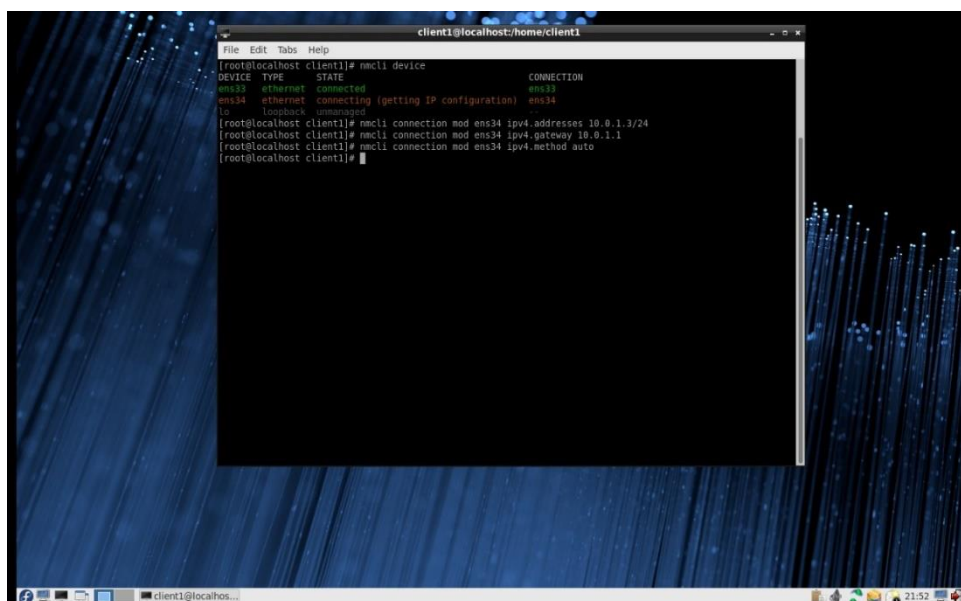 client1@localhost:/home/client1
File Edit Tabs Help
[root@localhost client1]# nmcli device
DEVICE TYPE STATE CONNECTION
ens33 ethernet connected ens33
ens34 ethernet connecting (getting IP configuration) ens34
lo loopback unmanaged --
[root@localhost client1]# nmcli connection mod ens34 ipv4.addresses 10.0.1.3/24
[root@localhost client1]# nmcli connection mod ens34 ipv4.gateway 10.0.1.1
[root@localhost client1]# nmcli connection mod ens34 ipv4.method auto
[root@localhost client1]#
client1@localhos...
21:52